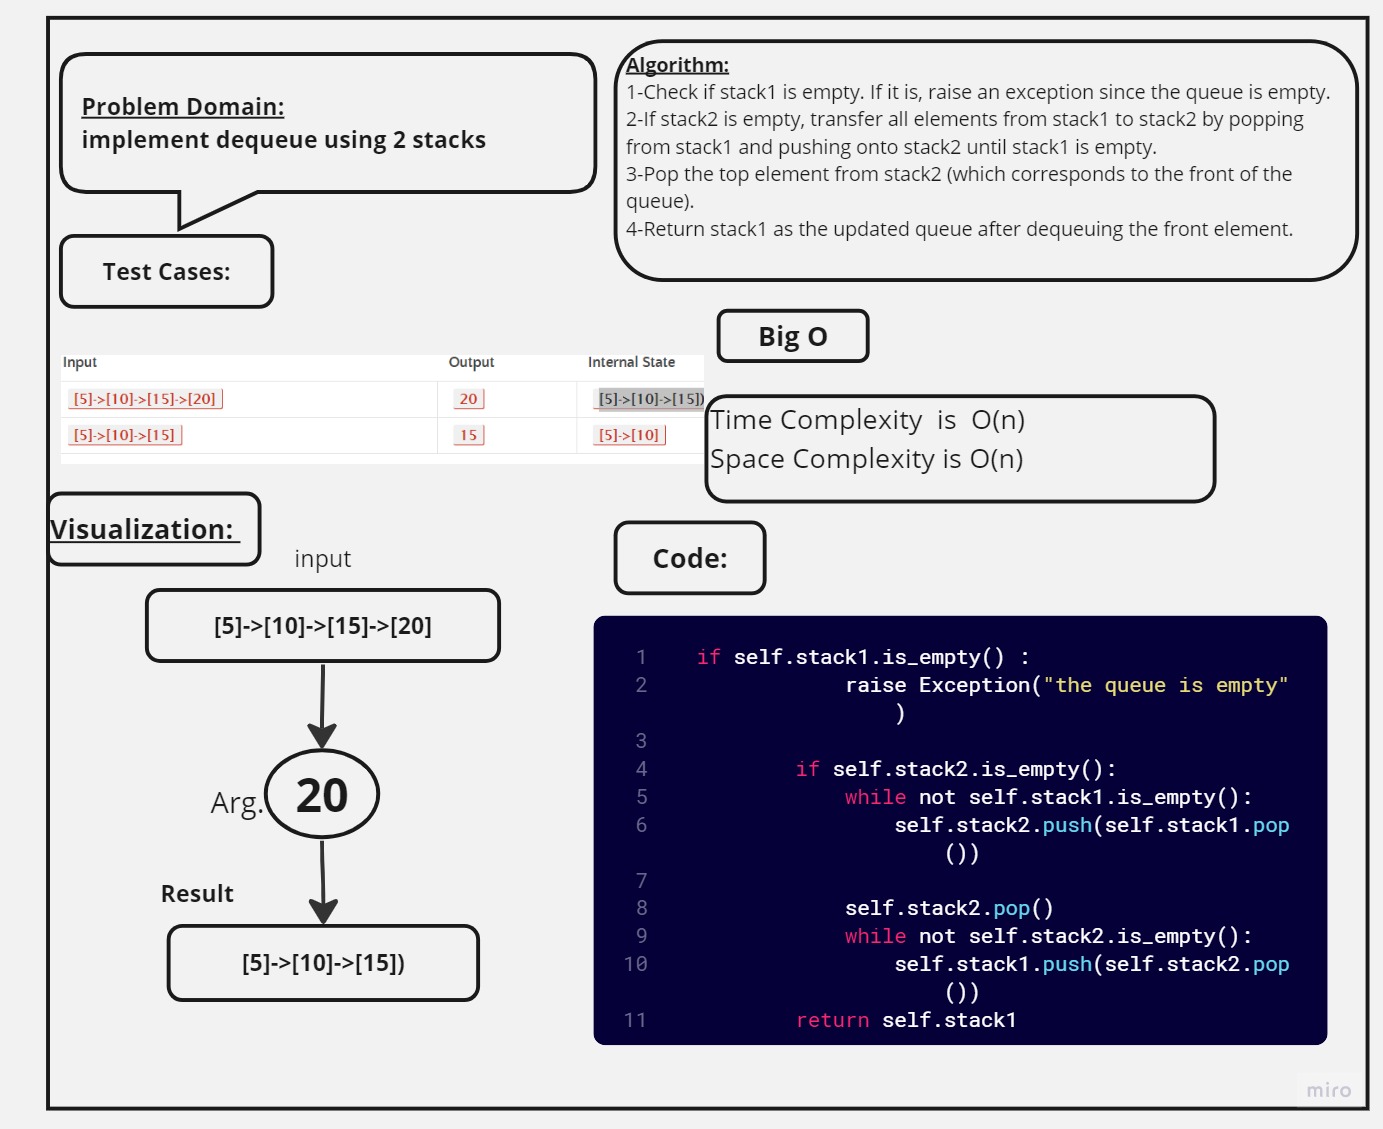 Problem Domain:
implement dequeue using 2 stacks
Algorithm:
1-Check if stack1 is empty. If it is, raise an exception since the queue is empty.
2-If stack2 is empty, transfer all elements from stack1 to stack2 by popping
from stack1 and pushing onto stack2 until stack1 is empty.
3-Pop the top element from stack2 (which corresponds to the front of the
queue).
4-Return stack1 as the updated queue after dequeuing the front element.
Test Cases:
Big O
Input Output Internal State
[5]->[10]->[15]->[20] 20 [5]->[10]->[15])
[5]->[10]->[15] 15 [5]->[10]
Time Complexity is O(n)
Space Complexity is O(n)
Visualization:
input
[5]->[10]->[15]->[20]
Arg. 20
Result
[5]->[10]->[15])
Code:
1 if self.stack1.is_empty() :
2 raise Exception("the queue is empty"
)
3
4 if self.stack2.is_empty():
5 while not self.stack1.is_empty():
6 self.stack2.push(self.stack1.pop
())
7
8 self.stack2.pop()
9 while not self.stack2.is_empty():
10 self.stack1.push(self.stack2.pop
())
11 return self.stack1
miro